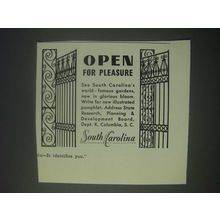 OPEN
FOR PLEASURE
See South Carolina's
world-famous gardens,
now in glorious bloom.
Write for new illustrated
pamphlet. Address State
Research, Planning &
Development Board,
Dept. K, Columbia, S. C.
South Carolina
It identifies you."